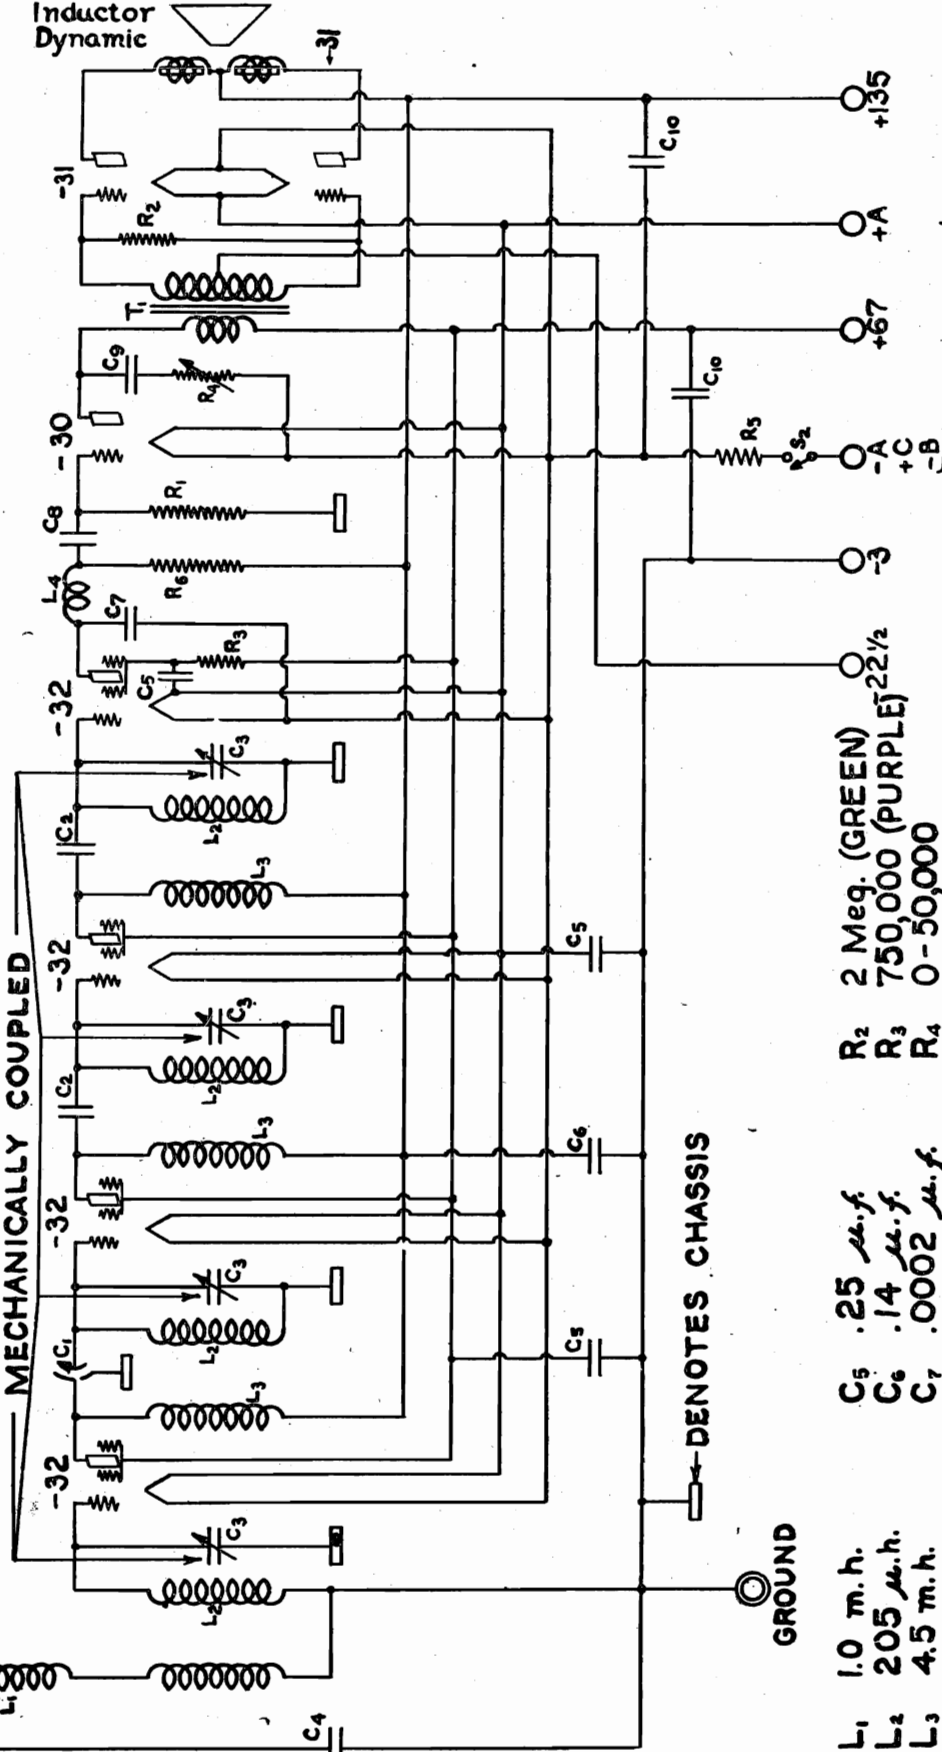 Inductor
Dynamic
-31
-31
R2
T1
C9
R4
-30
C8
R1
L4
R6
C7
C5
R3
-32
C3
L2
C2
L3
-32
C3
L2
C2
L3
-32
C3
L2
C1
L3
-32
C3
L2
L1
C4
MECHANICALLY COUPLED
C10
C10
R5
S2
C5
C6
C5
+135
+A
+67
-A
+C
-B
-3
-22 1/2
DENOTES CHASSIS
GROUND
L1 1.0 m.h.
L2 205 µ.h.
L3 4.5 m.h.
C5 .25 µ.f.
C6 .14 µ.f.
C7 .0002 µ.f.
R2 2 Meg. (GREEN)
R3 750,000 (PURPLE)
R4 0-50,000